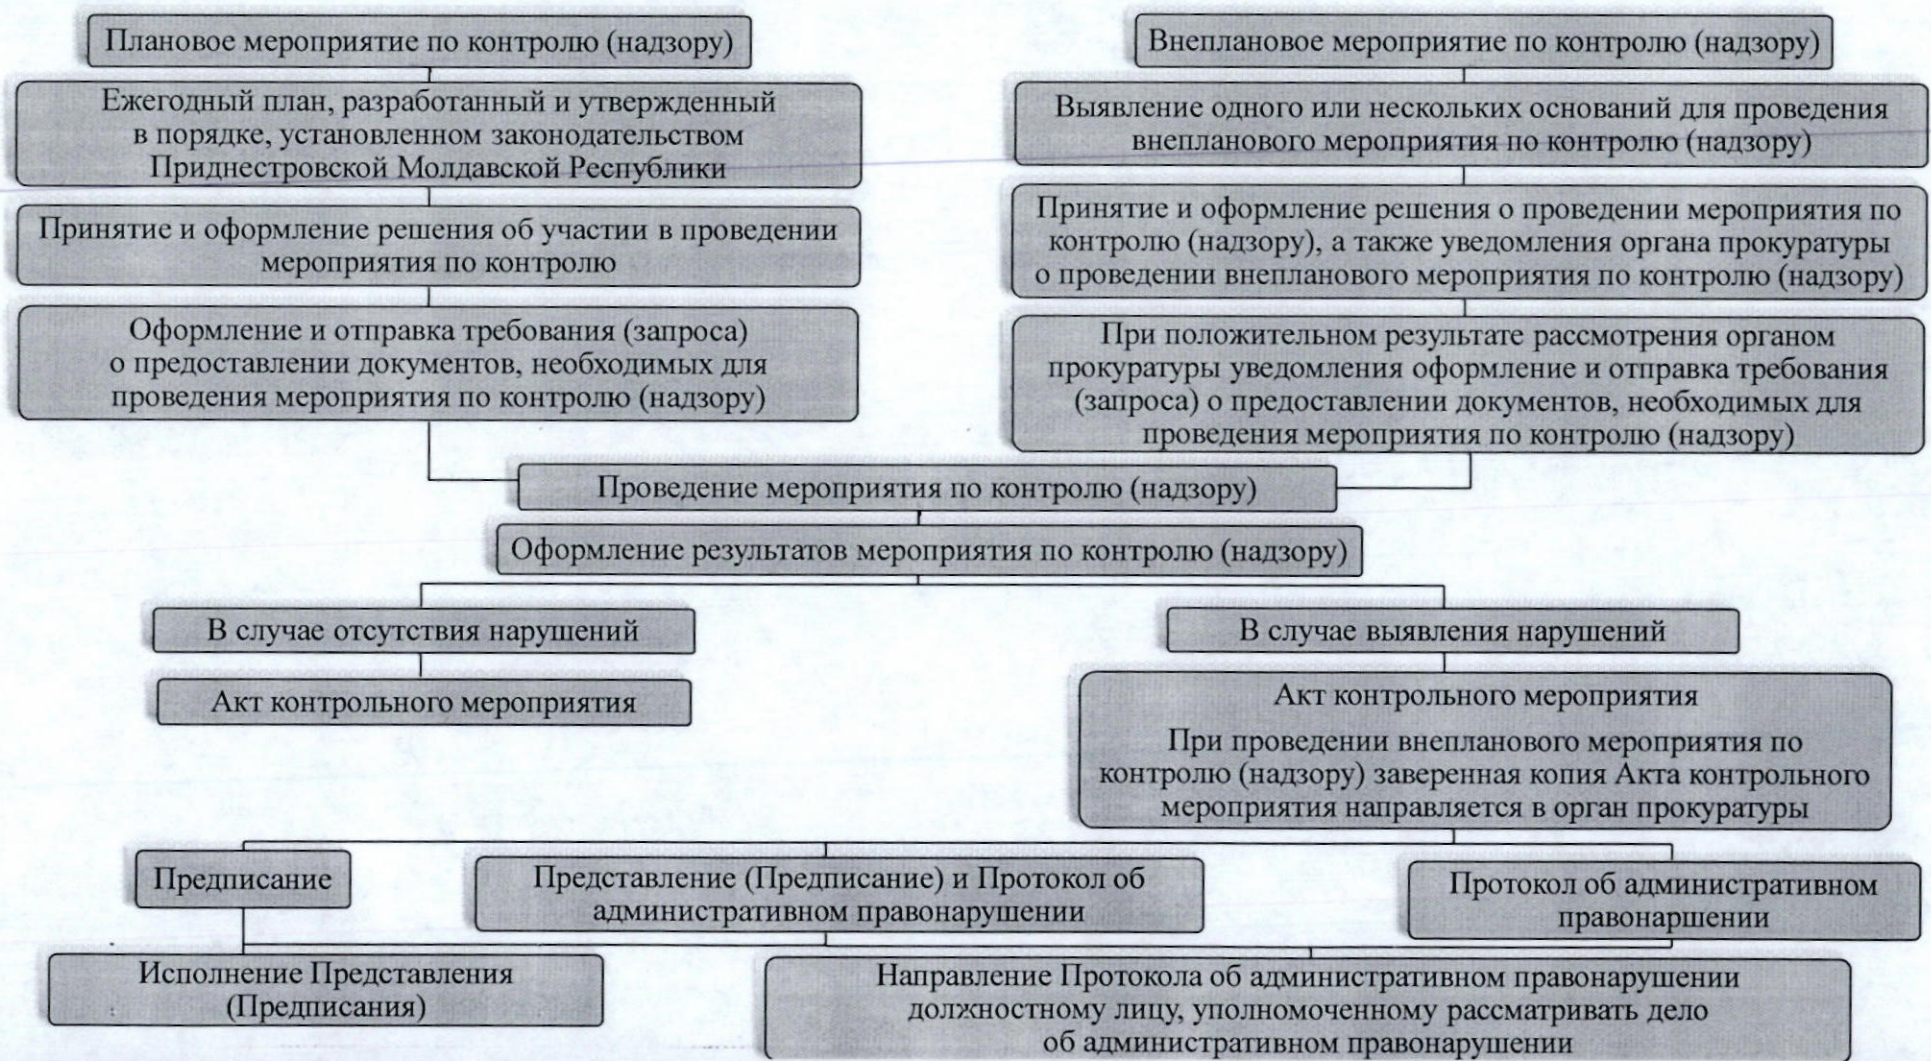 Плановое мероприятие по контролю (надзору)
Ежегодный план, разработанный и утвержденный
в порядке, установленном законодательством
Приднестровской Молдавской Республики
Принятие и оформление решения об участии в проведении
мероприятия по контролю
Оформление и отправка требования (запроса)
о предоставлении документов, необходимых для
проведения мероприятия по контролю (надзору)
Внеплановое мероприятие по контролю (надзору)
Выявление одного или нескольких оснований для проведения
внепланового мероприятия по контролю (надзору)
Принятие и оформление решения о проведении мероприятия по
контролю (надзору), а также уведомления органа прокуратуры
о проведении внепланового мероприятия по контролю (надзору)
При положительном результате рассмотрения органом
прокуратуры уведомления оформление и отправка требования
(запроса) о предоставлении документов, необходимых для
проведения мероприятия по контролю (надзору)
Проведение мероприятия по контролю (надзору)
Оформление результатов мероприятия по контролю (надзору)
В случае отсутствия нарушений
Акт контрольного мероприятия
В случае выявления нарушений
Акт контрольного мероприятия
При проведении внепланового мероприятия по
контролю (надзору) заверенная копия Акта контрольного
мероприятия направляется в орган прокуратуры
Предписание
Представление (Предписание) и Протокол об
административном правонарушении
Протокол об административном
правонаршении
Исполнение Представления
(Предписания)
Направление Протокола об административном правонарушении
должностному лицу, уполномоченному рассматривать дело
об административном правонарушении